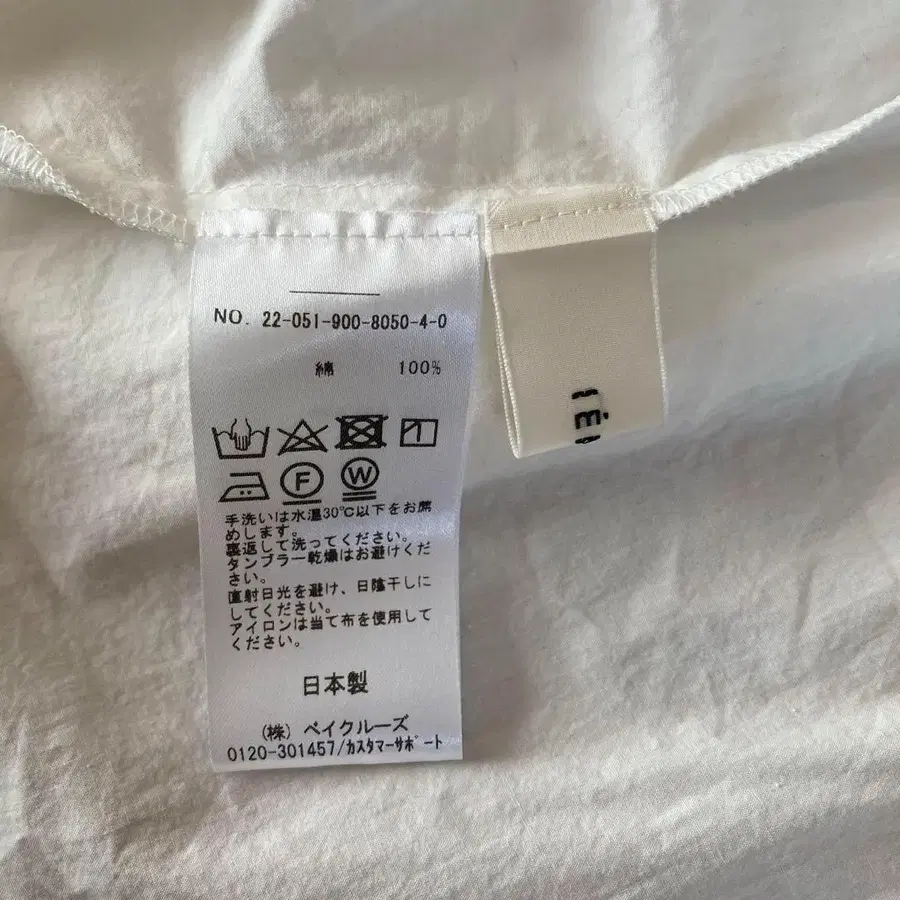 NO. 22-051-900-8050-4-0
綿 100%
F W
手洗いは水温30℃以下をお薦
めします。
裏返して洗ってください。
タンブラー乾燥はお避けくだ
さい。
直射日光を避け、日陰干しに
してください。
アイロンは当て布を使用して
ください。
日本製
(株) ベイクルーズ
0120-301457/カスタマーサポート